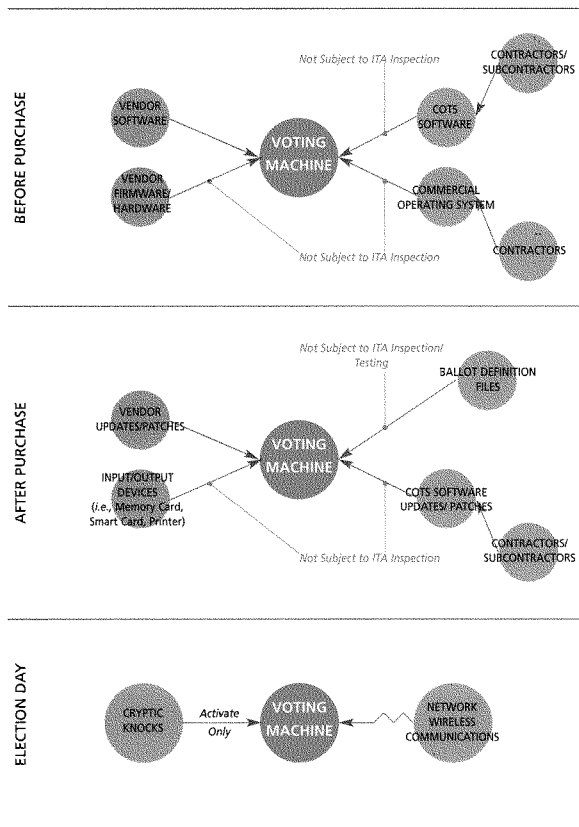 BEFORE PURCHASE
Not Subject to ITA Inspection
CONTRACTORS/
SUBCONTRACTORS
VENDOR
SOFTWARE
COTS
SOFTWARE
VOTING
MACHINE
VENDOR
FIRMWARE/
HARDWARE
COMMERCIAL
OPERATING SYSTEM
Not Subject to ITA Inspection
CONTRACTORS
AFTER PURCHASE
Not Subject to ITA Inspection/
Testing
BALLOT DEFINITION
FILES
VENDOR
UPDATES/PATCHES
VOTING
MACHINE
INPUT/OUTPUT
DEVICES
(i.e., Memory Card,
Smart Card, Printer)
COTS SOFTWARE
UPDATES/ PATCHES
Not Subject to ITA Inspection
CONTRACTORS/
SUBCONTRACTORS
ELECTION DAY
CRYPTIC
KNOCKS
Activate
Only
VOTING
MACHINE
NETWORK
WIRELESS
COMMUNICATIONS